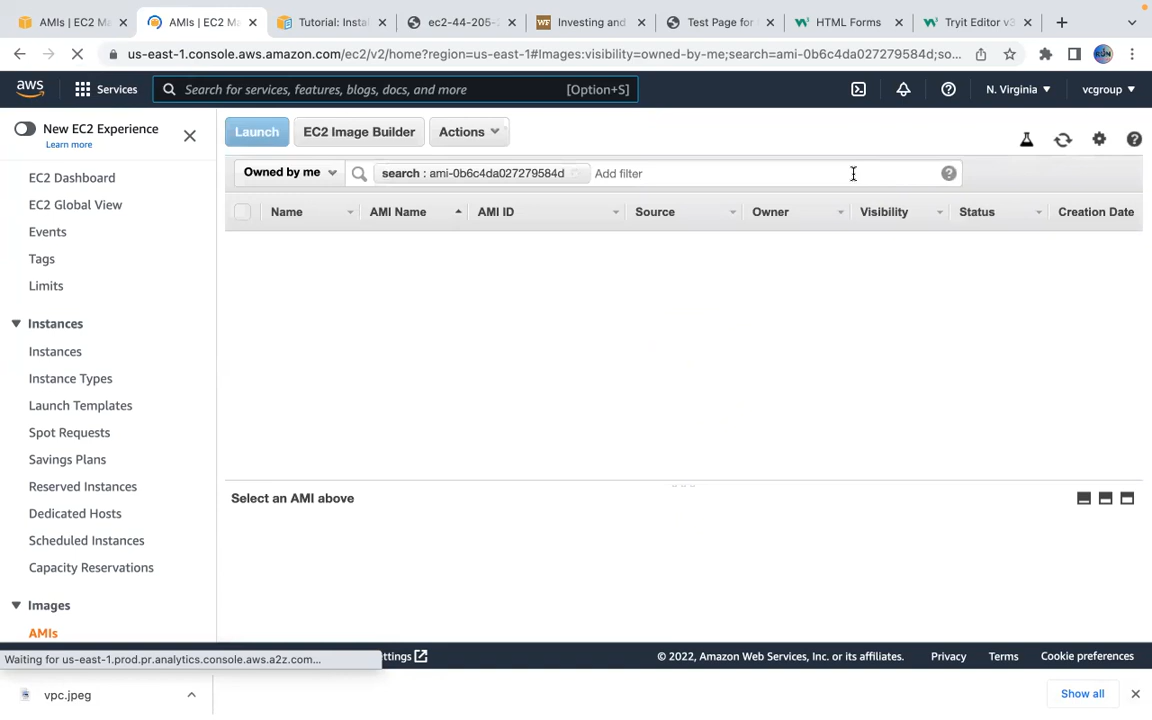 AMIs | EC2 Ma
AMIs | EC2 Ma
Tutorial: Insta
ec2-44-205-
Investing and
Test Page for
HTML Forms
Tryit Editor v3
us-east-1.console.aws.amazon.com/ec2/v2/home?region=us-east-1#Images:visibility=owned-by-me;search=ami-0b6c4da027279584d;so...
aws
Services
Search for services, features, blogs, docs, and more
[Option+S]
N. Virginia
vcgroup
New EC2 Experience
Learn more
EC2 Dashboard
EC2 Global View
Events
Tags
Limits
Instances
Instances
Instance Types
Launch Templates
Spot Requests
Savings Plans
Reserved Instances
Dedicated Hosts
Scheduled Instances
Capacity Reservations
Images
AMIs
Launch
EC2 Image Builder
Actions
Owned by me
search : ami-0b6c4da027279584d
Add filter
Name
AMI Name
AMI ID
Source
Owner
Visibility
Status
Creation Date
Select an AMI above
Waiting for us-east-1.prod.pr.analytics.console.aws.a2z.com...
ttings
© 2022, Amazon Web Services, Inc. or its affiliates.
Privacy
Terms
Cookie preferences
vpc.jpeg
Show all